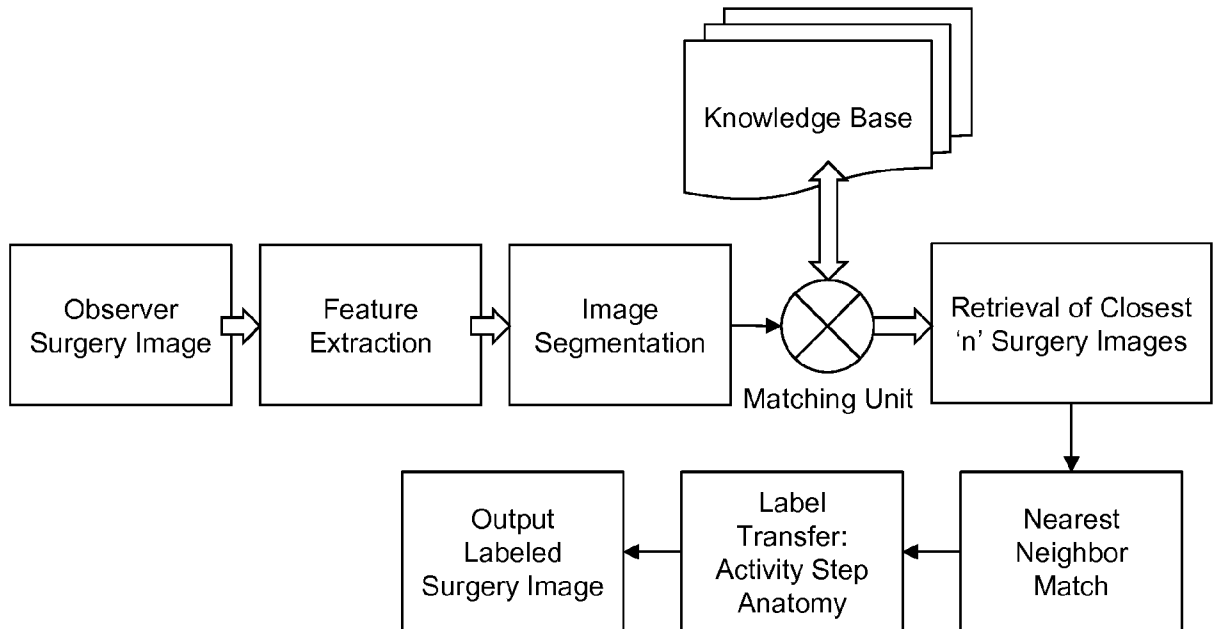 Knowledge Base
Observer
Surgery Image
Feature
Extraction
Image
Segmentation
Matching Unit
Retrieval of Closest
‘n’ Surgery Images
Nearest
Neighbor
Match
Label
Transfer:
Activity Step
Anatomy
Output
Labeled
Surgery Image